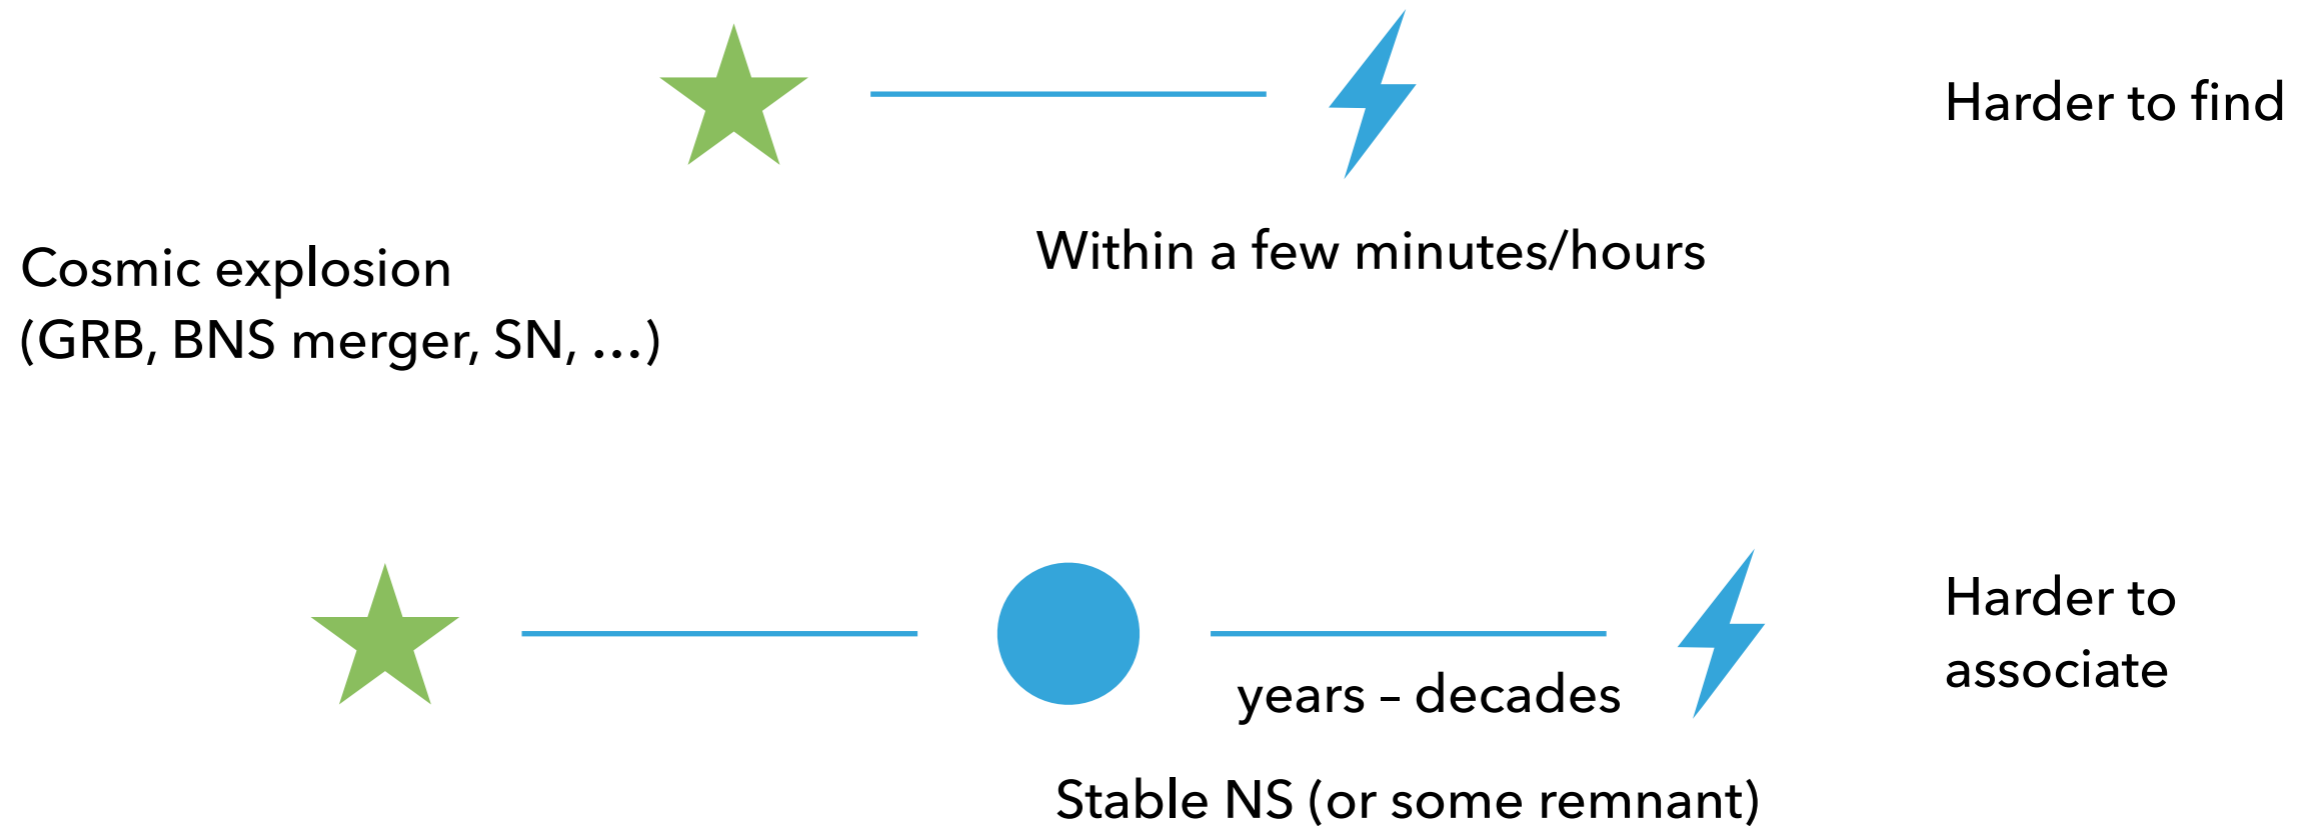 Harder to find
Within a few minutes/hours
Cosmic explosion
(GRB, BNS merger, SN, …)
Harder to
associate
years – decades
Stable NS (or some remnant)